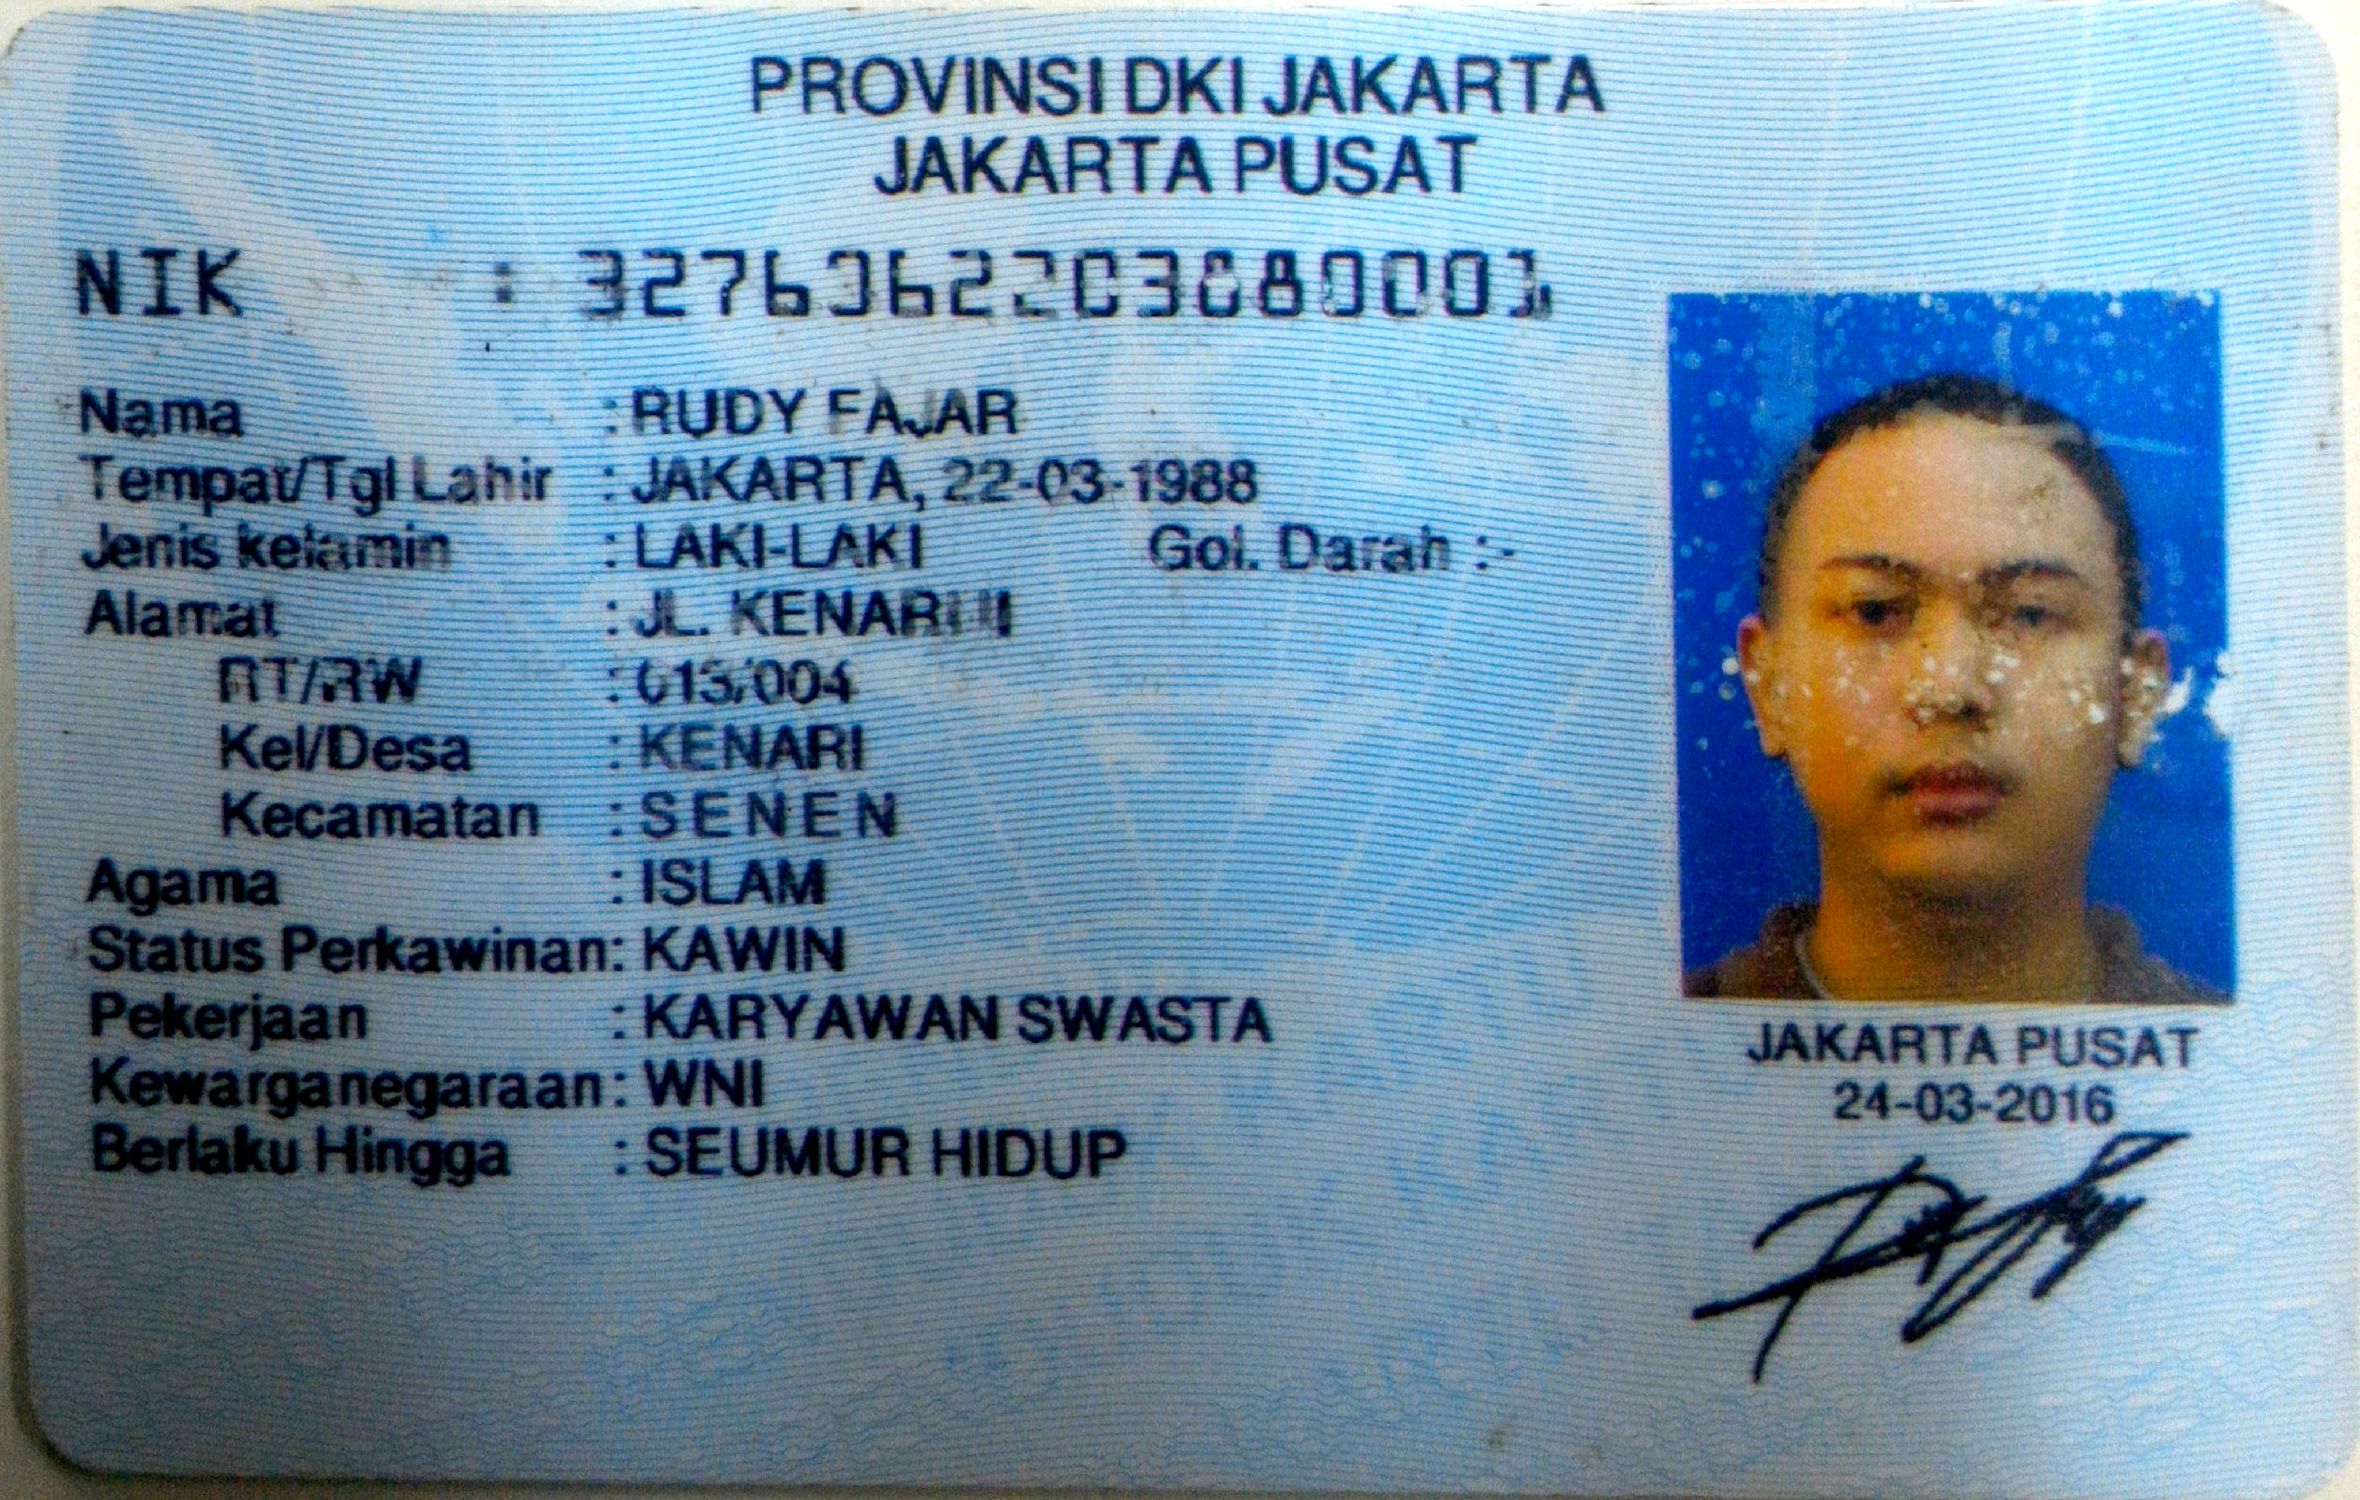 PROVINSI DKI JAKARTA
JAKARTA PUSAT
NIK : 3276062203880001
Nama : RUDY FAJAR
Tempat/Tgl Lahir : JAKARTA, 22-03-1988
Jenis kelamin : LAKI-LAKI Gol. Darah :-
Alamat : JL. KENARI II
RT/RW : 013/004
Kel/Desa : KENARI
Kecamatan : SENEN
Agama : ISLAM
Status Perkawinan: KAWIN
Pekerjaan : KARYAWAN SWASTA
Kewarganegaraan: WNI
Berlaku Hingga : SEUMUR HIDUP
JAKARTA PUSAT
24-03-2016